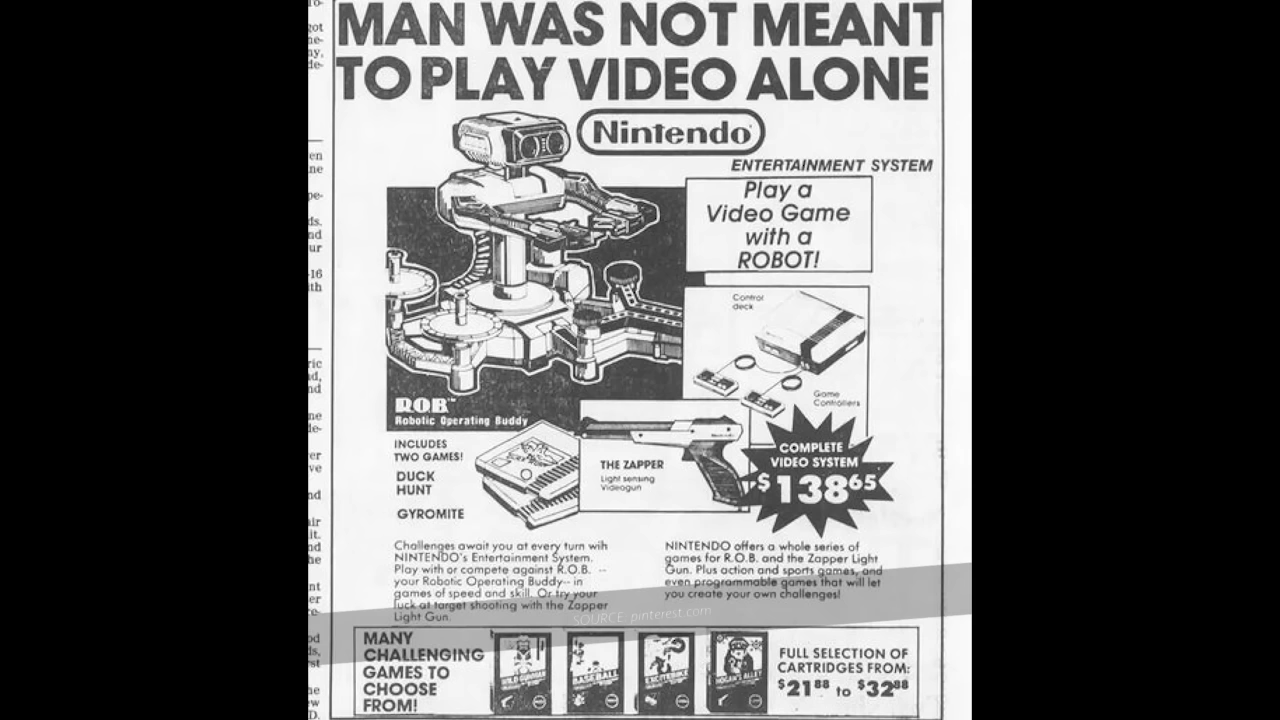 MAN WAS NOT MEANT
TO PLAY VIDEO ALONE
Nintendo
ENTERTAINMENT SYSTEM
Play a
Video Game
with a
ROBOT!
Control
deck
Game
Controllers
R.O.B.™
Robotic Operating Buddy
INCLUDES
TWO GAMES!
DUCK
HUNT
GYROMITE
THE ZAPPER
Light sensing
Videogun
COMPLETE
VIDEO SYSTEM
$138⁶⁵
Challenges await you at every turn wih
NINTENDO's Entertainment System.
Play with or compete against R.O.B. --
your Robotic Operating Buddy-- in
games of speed and skill. Or try your
luck at target shooting with the Zapper
Light Gun.
NINTENDO offers a whole series of
games for R.O.B. and the Zapper Light
Gun. Plus action and sports games, and
even programmable games that will let
you create your own challenges!
SOURCE: pinterest.com
MANY
CHALLENGING
GAMES TO
CHOOSE
FROM!
WILD GUNMAN
BASEBALL
EXCITEBIKE
HOGAN'S ALLEY
FULL SELECTION OF
CARTRIDGES FROM:
$21⁸⁸ to $32⁸⁸